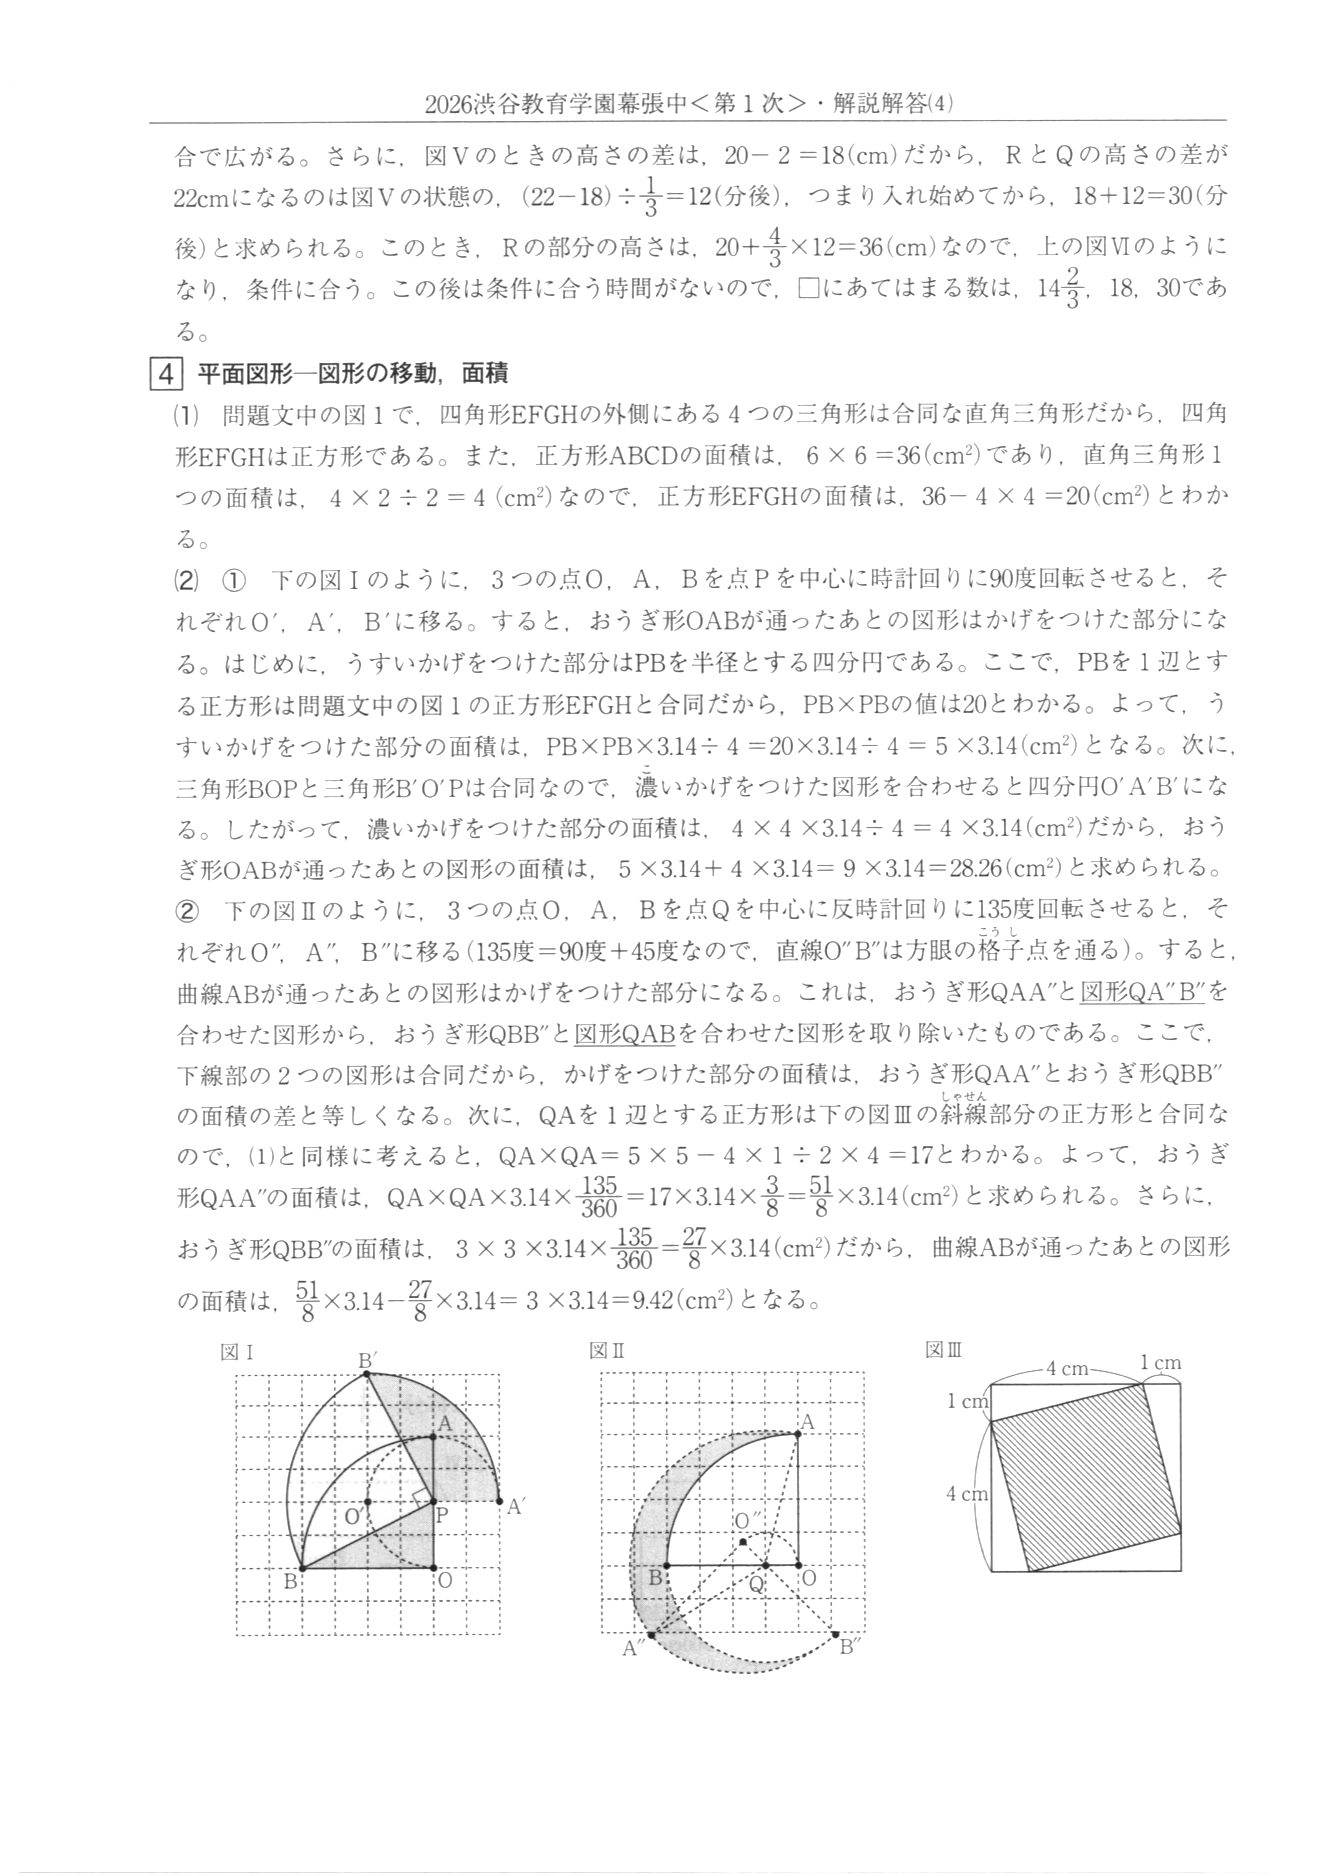 2026渋谷教育学園幕張中＜第1次＞・解説解答(4)
合で広がる。さらに，図Ⅴのときの高さの差は，20－2＝18(cm)だから，RとQの高さの差が
22cmになるのは図Ⅴの状態の，(22－18)÷1/3＝12(分後)，つまり入れ始めてから，18＋12＝30(分
後)と求められる。このとき，Rの部分の高さは，20＋4/3×12＝36(cm)なので，上の図Ⅵのように
なり，条件に合う。この後は条件に合う時間がないので，□にあてはまる数は，14 2/3，18，30であ
る。
4 平面図形―図形の移動，面積
(1) 問題文中の図1で，四角形EFGHの外側にある4つの三角形は合同な直角三角形だから，四角
形EFGHは正方形である。また，正方形ABCDの面積は，6×6＝36(cm²)であり，直角三角形1
つの面積は，4×2÷2＝4(cm²)なので，正方形EFGHの面積は，36－4×4＝20(cm²)とわか
る。
(2) ① 下の図Ⅰのように，3つの点O，A，Bを点Pを中心に時計回りに90度回転させると，そ
れぞれO′，A′，B′に移る。すると，おうぎ形OABが通ったあとの図形はかげをつけた部分にな
る。はじめに，うすいかげをつけた部分はPBを半径とする四分円である。ここで，PBを1辺とす
る正方形は問題文中の図1の正方形EFGHと合同だから，PB×PBの値は20とわかる。よって，う
すいかげをつけた部分の面積は，PB×PB×3.14÷4＝20×3.14÷4＝5×3.14(cm²)となる。次に，
こ
三角形BOPと三角形B′O′Pは合同なので，濃いかげをつけた図形を合わせると四分円O′A′B′にな
る。したがって，濃いかげをつけた部分の面積は，4×4×3.14÷4＝4×3.14(cm²)だから，おう
ぎ形OABが通ったあとの図形の面積は，5×3.14＋4×3.14＝9×3.14＝28.26(cm²)と求められる。
② 下の図Ⅱのように，3つの点O，A，Bを点Qを中心に反時計回りに135度回転させると，そ
こうし
れぞれO″，A″，B″に移る(135度＝90度＋45度なので，直線O″B″は方眼の格子点を通る)。すると，
曲線ABが通ったあとの図形はかげをつけた部分になる。これは，おうぎ形QAA″と図形QA″B″を
合わせた図形から，おうぎ形QBB″と図形QABを合わせた図形を取り除いたものである。ここで，
下線部の2つの図形は合同だから，かげをつけた部分の面積は，おうぎ形QAA″とおうぎ形QBB″
しゃせん
の面積の差と等しくなる。次に，QAを1辺とする正方形は下の図Ⅲの斜線部分の正方形と合同な
ので，(1)と同様に考えると，QA×QA＝5×5－4×1÷2×4＝17とわかる。よって，おうぎ
形QAA″の面積は，QA×QA×3.14×135/360＝17×3.14×3/8＝51/8×3.14(cm²)と求められる。さらに，
おうぎ形QBB″の面積は，3×3×3.14×135/360＝27/8×3.14(cm²)だから，曲線ABが通ったあとの図形
の面積は，51/8×3.14－27/8×3.14＝3×3.14＝9.42(cm²)となる。
図Ⅰ
B′
A
O′
P
A′
B
O
図Ⅱ
A
O″
B
Q
O
A″
B″
図Ⅲ
4 cm
1 cm
1 cm
4 cm